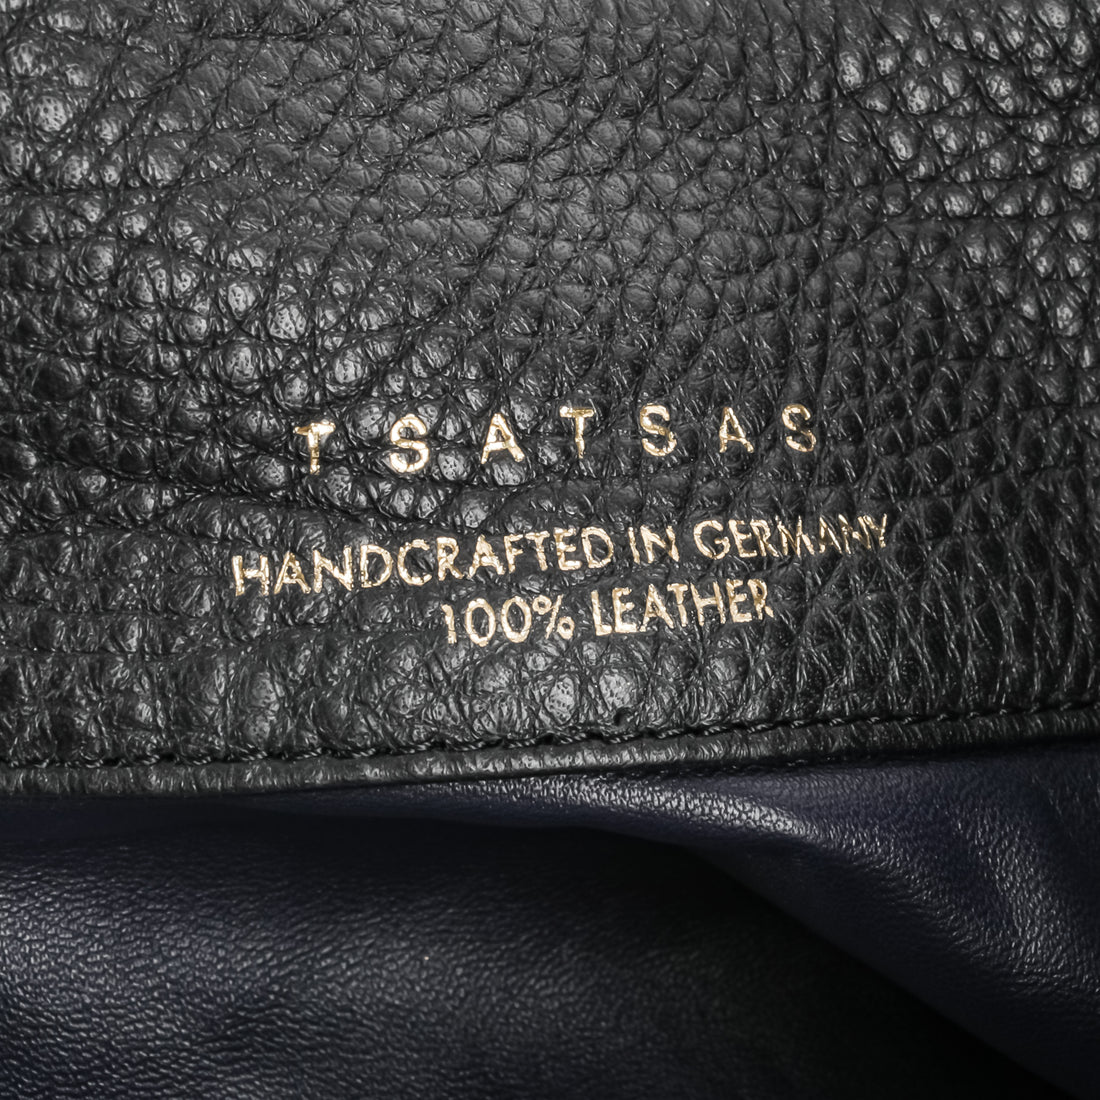 TSATSAS
HANDCRAFTED IN GERMANY
100% LEATHER